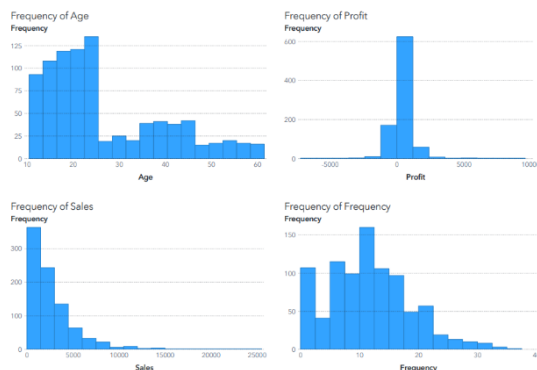 Frequency of Age
Frequency
125
100
75
50
25
0
10 20 30 40 50 60
Age
Frequency of Profit
Frequency
600
400
200
0
-5000 0 5000 10000
Profit
Frequency of Sales
Frequency
300
200
100
0
0 5000 10000 15000 20000 25000
Sales
Frequency of Frequency
Frequency
150
100
50
0
0 10 20 30
Frequency